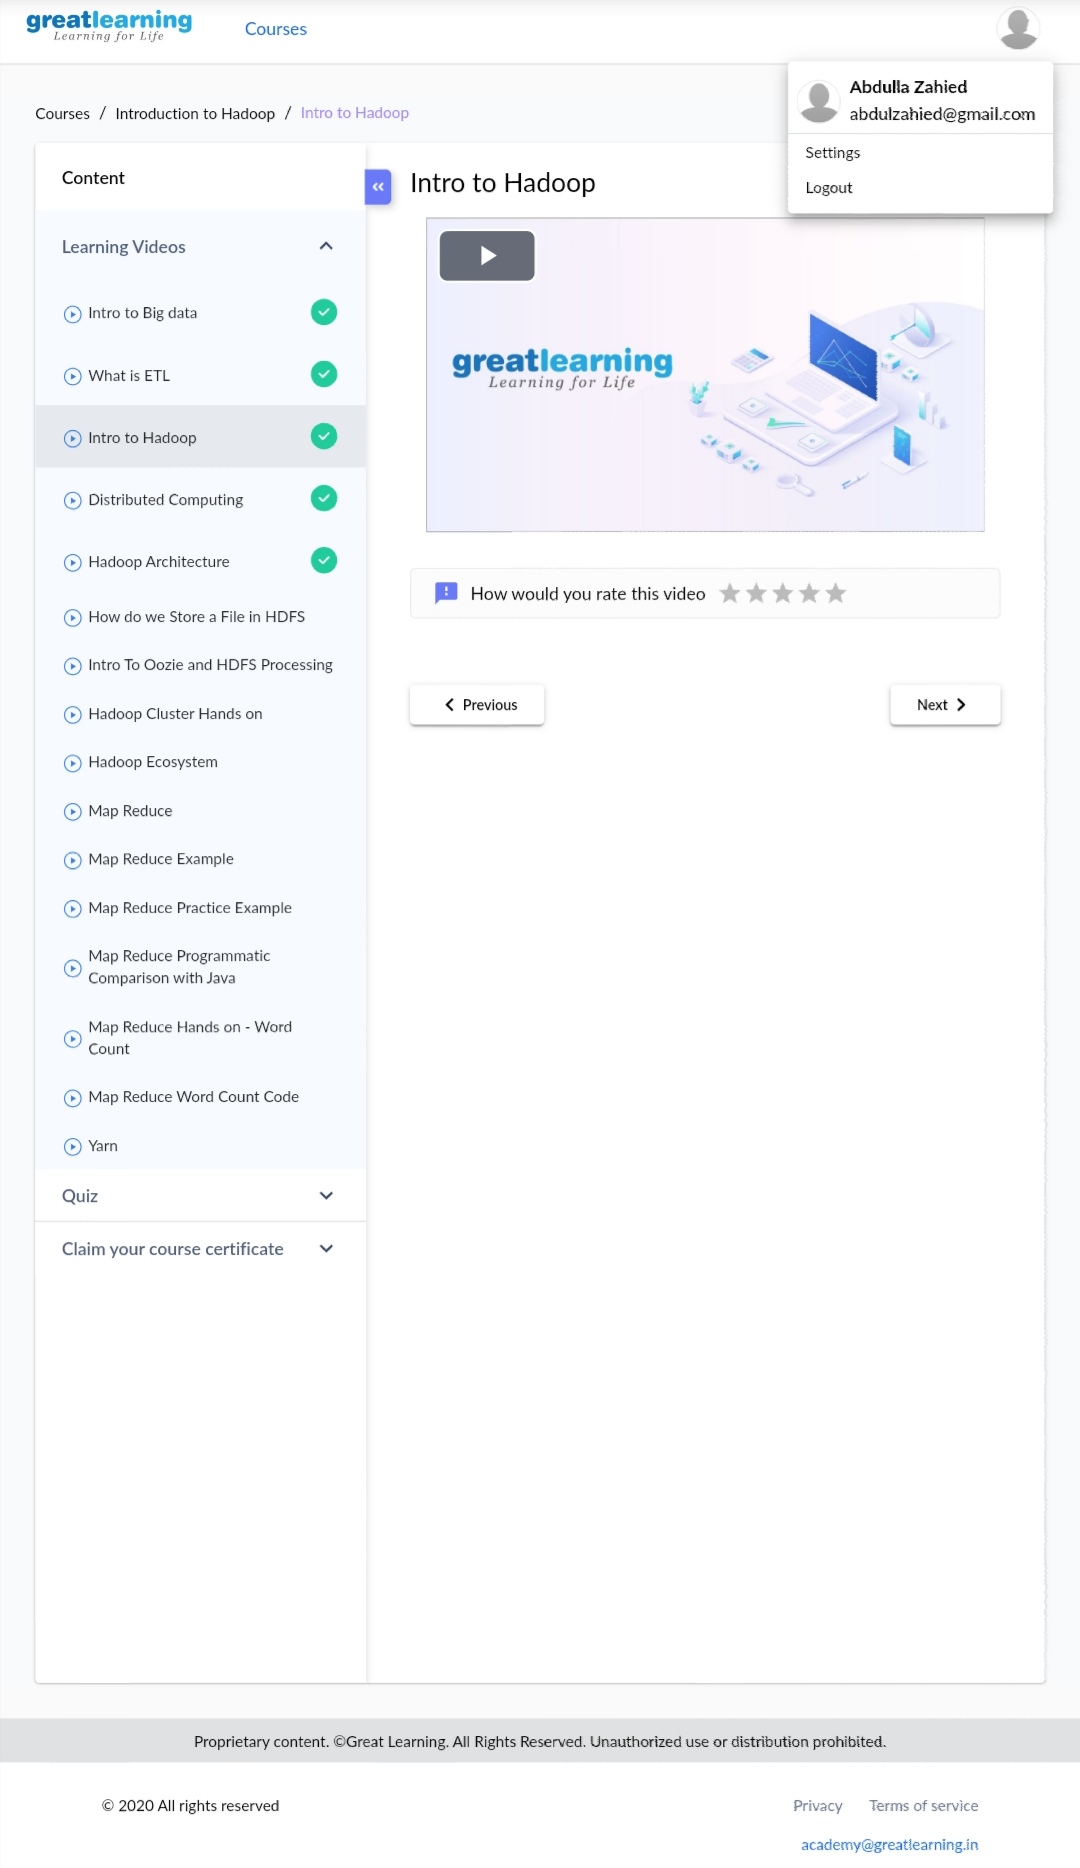 greatlearning
Learning for Life
Courses
Abdulla Zahied
abdulzahied@gmail.com
Settings
Logout
Courses / Introduction to Hadoop / Intro to Hadoop
Content
Learning Videos
Intro to Big data
What is ETL
Intro to Hadoop
Distributed Computing
Hadoop Architecture
How do we Store a File in HDFS
Intro To Oozie and HDFS Processing
Hadoop Cluster Hands on
Hadoop Ecosystem
Map Reduce
Map Reduce Example
Map Reduce Practice Example
Map Reduce Programmatic
Comparison with Java
Map Reduce Hands on - Word
Count
Map Reduce Word Count Code
Yarn
Quiz
Claim your course certificate
Intro to Hadoop
greatlearning
Learning for Life
How would you rate this video
Previous
Next
Proprietary content. ©Great Learning. All Rights Reserved. Unauthorized use or distribution prohibited.
© 2020 All rights reserved
Privacy
Terms of service
academy@greatlearning.in